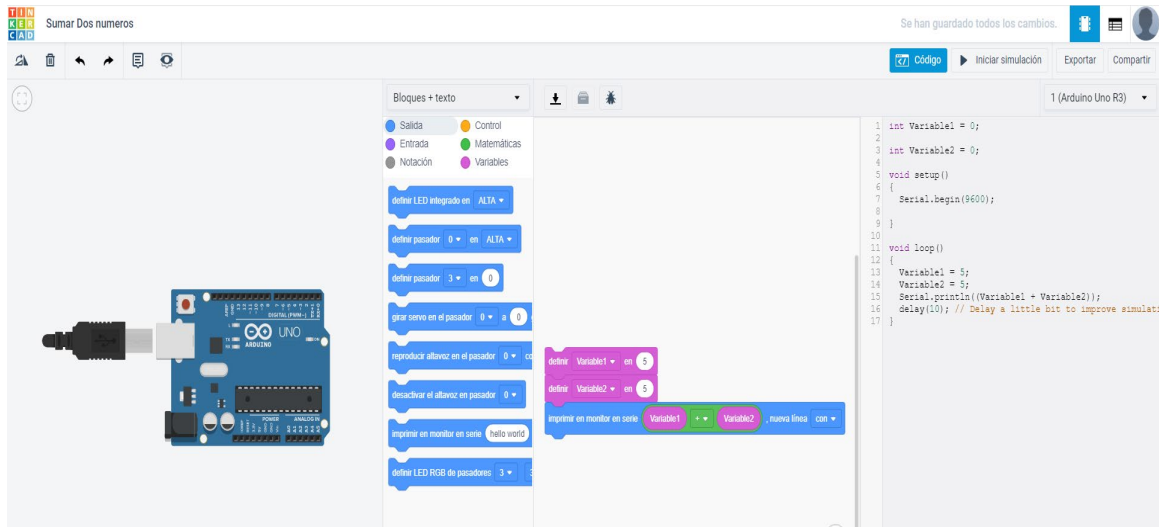 TIN
KER
CAD
Sumar Dos numeros
Se han guardado todos los cambios.
Código
Iniciar simulación
Exportar
Compartir
Bloques + texto
1 (Arduino Uno R3)
Salida
Control
Entrada
Matemáticas
Notación
Variables
definir LED integrado en ALTA
definir pasador 0 en ALTA
definir pasador 3 en 0
girar servo en el pasador 0 a 0
reproducir altavoz en el pasador 0 co
desactivar el altavoz en pasador 0
imprimir en monitor en serie hello world
definir LED RGB de pasadores 3 3
DIGITAL (PWM~)
UNO
ARDUINO
POWER
ANALOG IN
definir Variable1 en 5
definir Variable2 en 5
imprimir en monitor en serie Variable1 + Variable2 , nueva línea con
1 int Variable1 = 0;
2
3 int Variable2 = 0;
4
5 void setup()
6 {
7 Serial.begin(9600);
8
9 }
10
11 void loop()
12 {
13 Variable1 = 5;
14 Variable2 = 5;
15 Serial.println((Variable1 + Variable2));
16 delay(10); // Delay a little bit to improve simulati
17 }